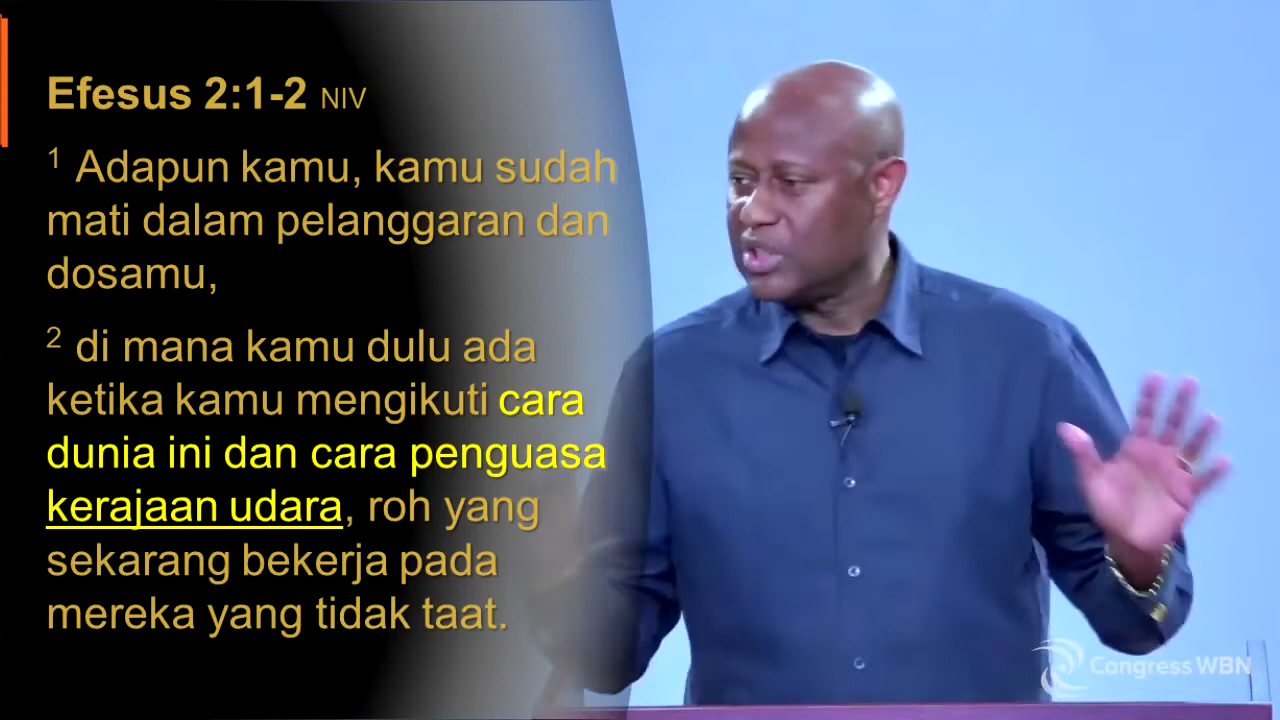 Efesus 2:1-2 NIV
1 Adapun kamu, kamu sudah
mati dalam pelanggaran dan
dosamu,
2 di mana kamu dulu ada
ketika kamu mengikuti cara
dunia ini dan cara penguasa
kerajaan udara, roh yang
sekarang bekerja pada
mereka yang tidak taat.
Congress WBN